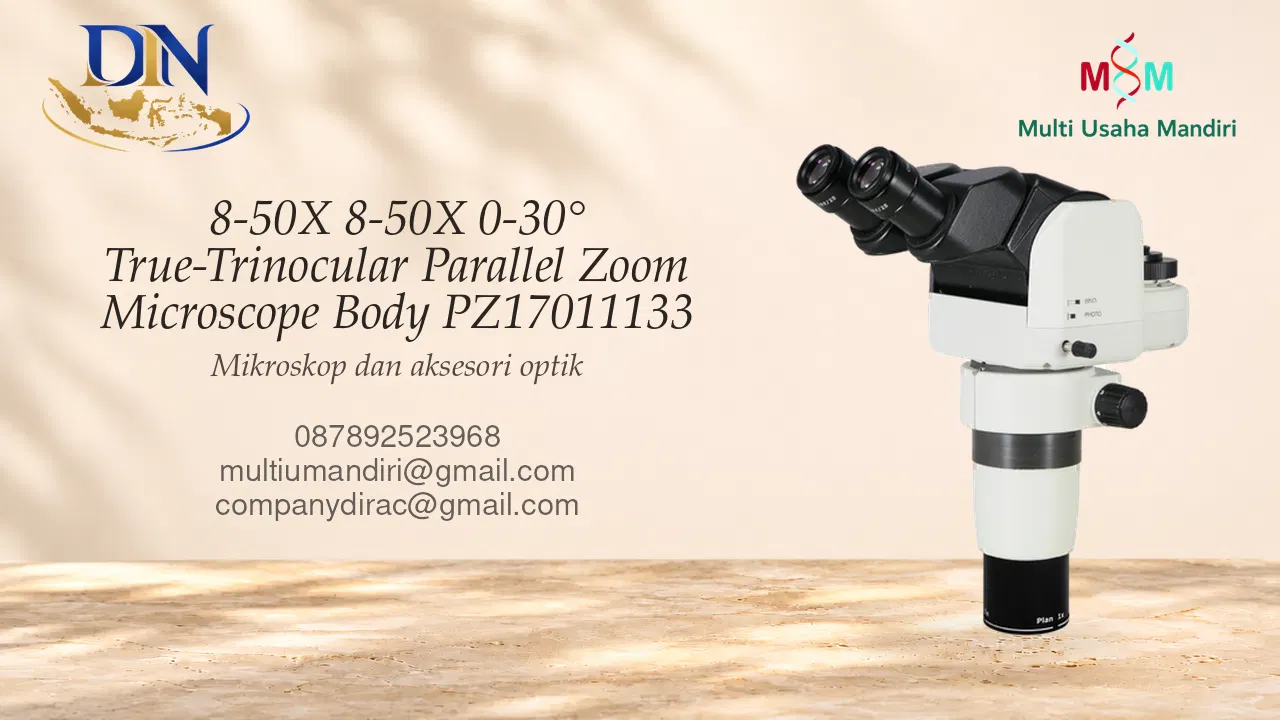 DIN
M M
Multi Usaha Mandiri
8-50X 8-50X 0-30°
True-Trinocular Parallel Zoom
Microscope Body PZ17011133
Mikroskop dan aksesori optik
087892523968
multiumandiri@gmail.com
companydirac@gmail.com
PHOTO
Plan 1x